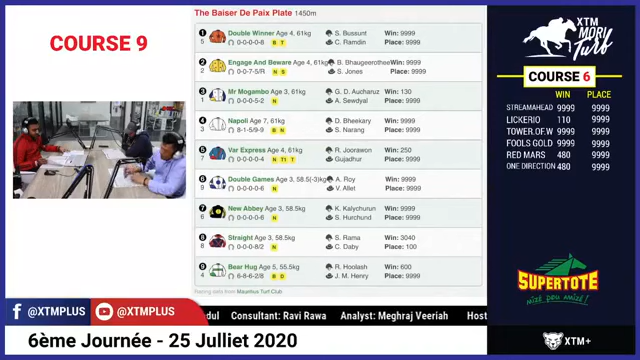 COURSE 9
The Baiser De Paix Plate 1450m
1 Double Winner Age 4, 61kg S. Bussunt Win: 9999
5 0-0-0-0-8 B T C. Ramdin Place: 9999
2 Engage And Beware Age 4, 61kg B. Bhaugeerothee Win: 9999
2 0-0-7-5/R N S S. Jones Place: 9999
3 Mr Mogambo Age 3, 61kg G. D. Aucharuz Win: 130
1 0-0-0-5-2 N A. Sewdyal Place: 9999
4 Napoli Age 7, 61kg D. Bheekary Win: 9999
3 8-1-5/9-9 B N S. Narang Place: 9999
5 Var Express Age 4, 61kg R. Joorawon Win: 250
7 0-0-0-0-4 N T1 T Gujadhur Place: 9999
6 Double Games Age 3, 58.5(-3)kg A. Roy Win: 9999
9 0-0-0-0-6 N V. Allet Place: 9999
7 New Abbey Age 3, 58.5kg K. Kalychurun Win: 9999
6 0-0-0-0-6 N S. Hurchund Place: 9999
8 Straight Age 3, 58.5kg S. Rama Win: 3040
8 0-0-0-8/2 N C. Daby Place: 100
9 Bear Hug Age 5, 55.5kg R. Hoolash Win: 600
4 6-8-6-2/8 B D J. M. Henry Place: 9999
Racing data from Mauritius Turf Club
XTM
MORI
Turf
COURSE 6
WIN PLACE
STREAMAHEAD 9999 9999
LICKERIO 110 9999
TOWER.OF.W 9999 9999
FOOLS GOLD 9999 9999
RED MARS 480 9999
ONE DIRECTION 480 9999
SUPERTOTE
mizé peu amizé!
@XTMPLUS @XTMPLUS dul Consultant: Ravi Rawa Analyst: Meghraj Veeriah Host
6ème Journée - 25 Julliet 2020
XTM+